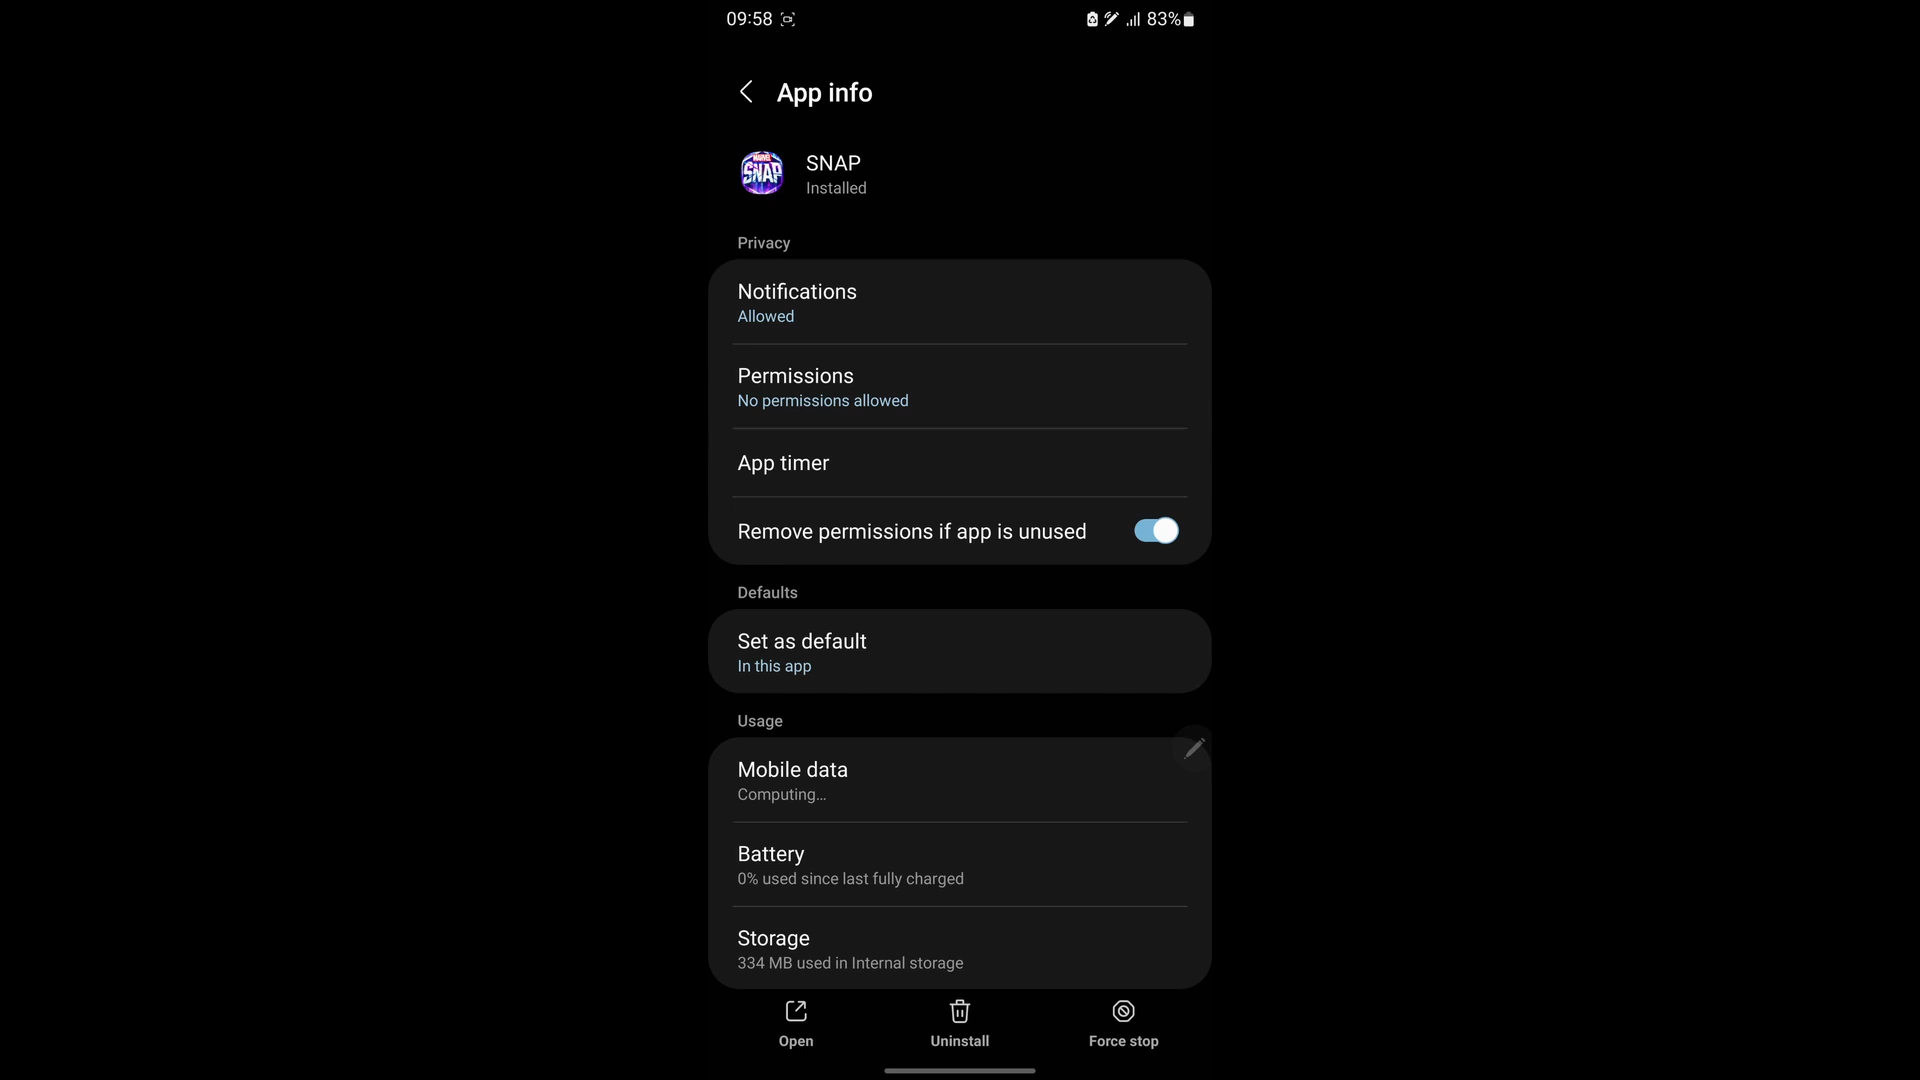 09:58
83%
App info
MARVEL
SNAP
SNAP
Installed
Privacy
Notifications
Allowed
Permissions
No permissions allowed
App timer
Remove permissions if app is unused
Defaults
Set as default
In this app
Usage
Mobile data
Computing…
Battery
0% used since last fully charged
Storage
334 MB used in Internal storage
Open
Uninstall
Force stop